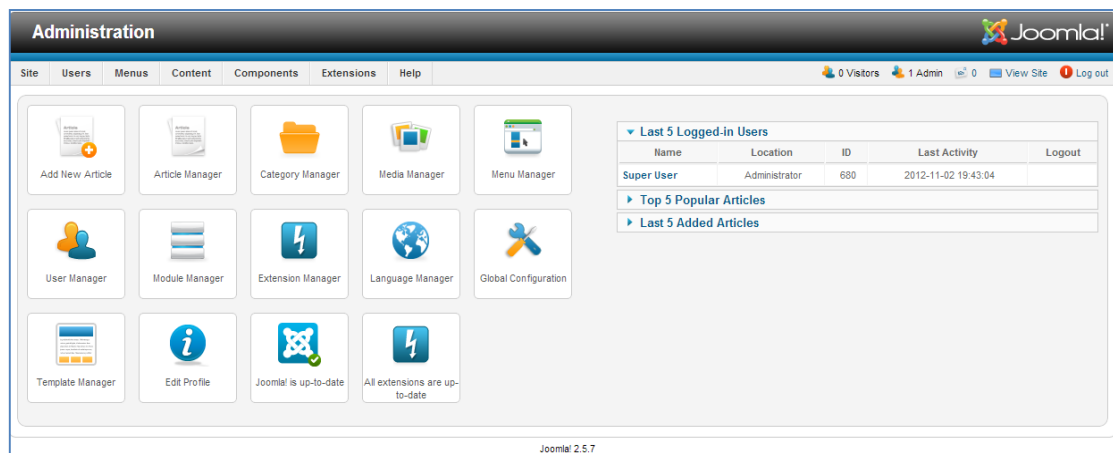 Administration
Joomla!
Site Users Menus Content Components Extensions Help
0 Visitors 1 Admin 0 View Site Log out
Add New Article
Article Manager
Category Manager
Media Manager
Menu Manager
User Manager
Module Manager
Extension Manager
Language Manager
Global Configuration
Template Manager
Edit Profile
Joomla! is up-to-date
All extensions are up-
to-date
Last 5 Logged-in Users
Name Location ID Last Activity Logout
Super User Administrator 680 2012-11-02 19:43:04
Top 5 Popular Articles
Last 5 Added Articles
Joomla! 2.5.7